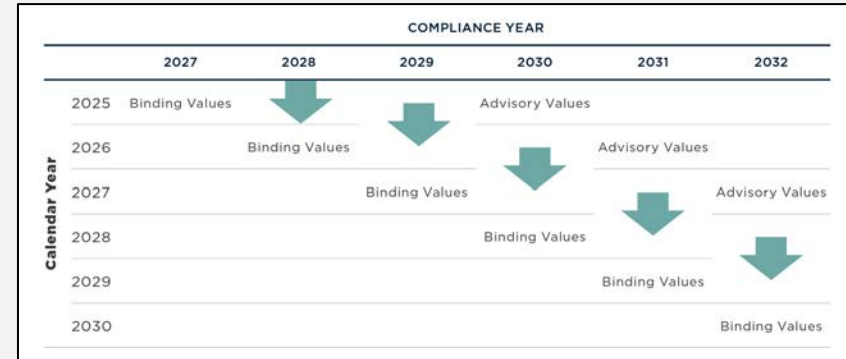 COMPLIANCE YEAR
2027 2028 2029 2030 2031 2032
2025 Binding Values Advisory Values
2026 Binding Values Advisory Values
2027 Binding Values Advisory Values
2028 Binding Values
2029 Binding Values
2030 Binding Values
Calendar Year